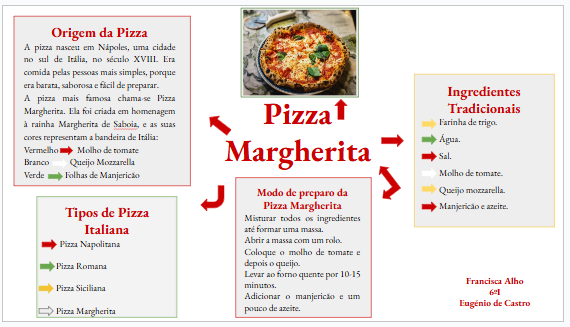 Origem da Pizza
A pizza nasceu em Nápoles, uma cidade
no sul de Itália, no século XVIII. Era
comida pelas pessoas mais simples, porque
era barata, saborosa e fácil de preparar.
A pizza mais famosa chama-se Pizza
Margherita. Ela foi criada em homenagem
à rainha Margherita de Saboia, e as suas
cores representam a bandeira de Itália:
Vermelho Molho de tomate
Branco Queijo Mozzarella
Verde Folhas de Manjericão
Pizza
Margherita
Ingredientes
Tradicionais
Farinha de trigo.
Água.
Sal.
Molho de tomate.
Queijo mozzarella.
Manjericão e azeite.
Tipos de Pizza
Italiana
Pizza Napolitana
Pizza Romana
Pizza Siciliana
Pizza Margherita
Modo de preparo da
Pizza Margherita
Misturar todos os ingredientes
até formar uma massa.
Abrir a massa com um rolo.
Coloque o molho de tomate e
depois o queijo.
Levar ao forno quente por 10-15
minutos.
Adicionar o manjericão e um
pouco de azeite.
Francisca Alho
6ºI
Eugénio de Castro